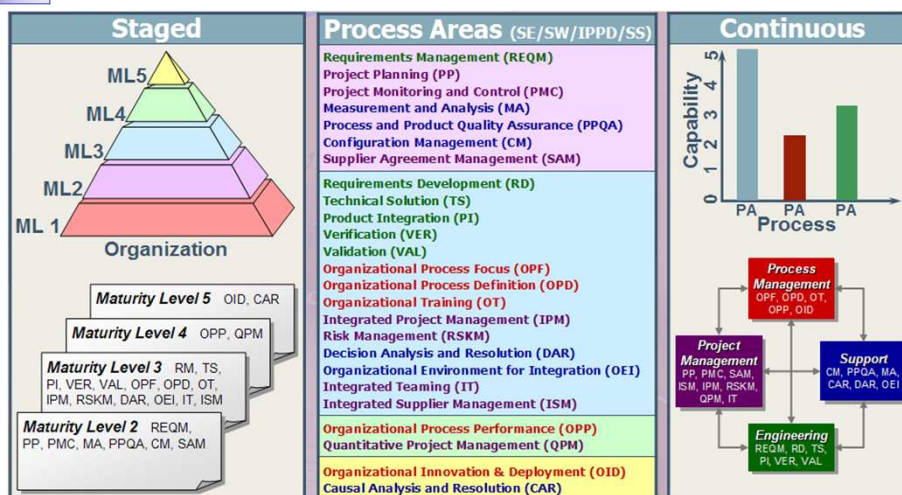 Staged
ML5
ML4
ML3
ML2
ML 1
Organization
Maturity Level 5 OID, CAR
Maturity Level 4 OPP, QPM
Maturity Level 3 RM, TS,
PI, VER, VAL, OPF, OPD, OT,
IPM, RSKM, DAR, OEI, IT, ISM
Maturity Level 2 REQM,
PP, PMC, MA, PPQA, CM, SAM
Process Areas (SE/SW/IPPD/SS)
Requirements Management (REQM)
Project Planning (PP)
Project Monitoring and Control (PMC)
Measurement and Analysis (MA)
Process and Product Quality Assurance (PPQA)
Configuration Management (CM)
Supplier Agreement Management (SAM)
Requirements Development (RD)
Technical Solution (TS)
Product Integration (PI)
Verification (VER)
Validation (VAL)
Organizational Process Focus (OPF)
Organizational Process Definition (OPD)
Organizational Training (OT)
Integrated Project Management (IPM)
Risk Management (RSKM)
Decision Analysis and Resolution (DAR)
Organizational Environment for Integration (OEI)
Integrated Teaming (IT)
Integrated Supplier Management (ISM)
Organizational Process Performance (OPP)
Quantitative Project Management (QPM)
Organizational Innovation & Deployment (OID)
Causal Analysis and Resolution (CAR)
Continuous
Capability
5
4
3
2
1
0
PA PA PA
Process
Process
Management
OPF, OPD, OT,
OPP, OID
Project
Management
PP, PMC, SAM,
ISM, IPM, RSKM,
QPM, IT
Support
CM, PPQA, MA,
CAR, DAR, OEI
Engineering
REQM, RD, TS,
PI, VER, VAL